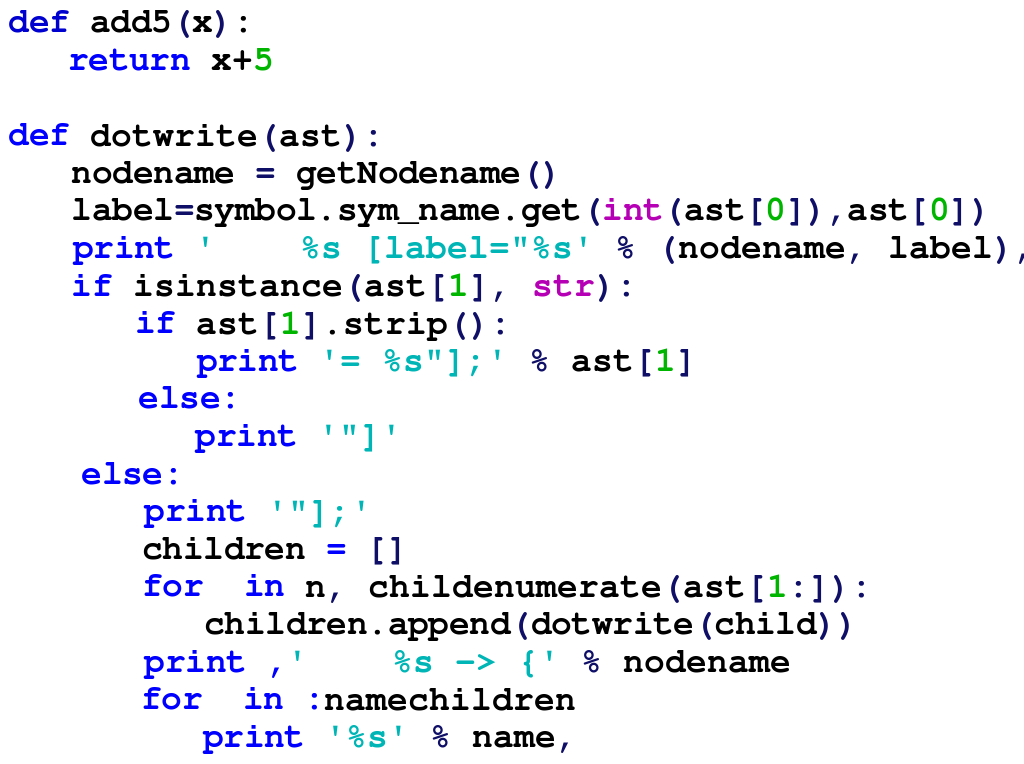 def add5(x):
   return x+5

def dotwrite(ast):
   nodename = getNodename()
   label=symbol.sym_name.get(int(ast[0]),ast[0])
   print '    %s [label="%s' % (nodename, label),
   if isinstance(ast[1], str):
      if ast[1].strip():
         print '= %s"];' % ast[1]
      else:
         print '"]'
   else:
      print '"];'
      children = []
      for  in n, childenumerate(ast[1:]):
         children.append(dotwrite(child))
      print ,'    %s -> {' % nodename
      for  in :namechildren
         print '%s' % name,